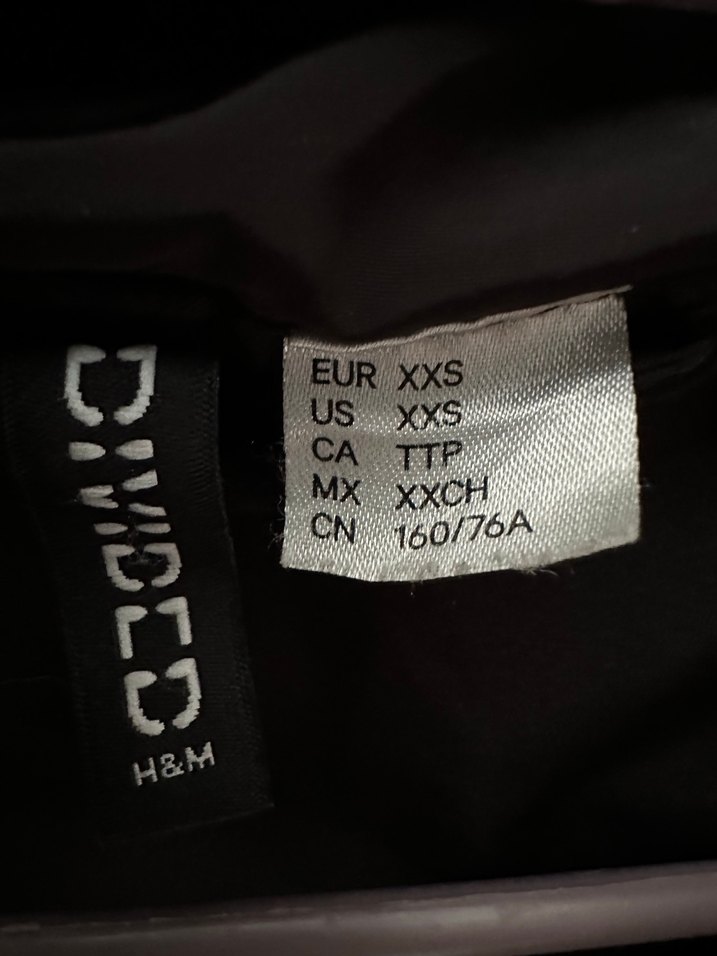 DIVIDED
H&M
EUR XXS
US XXS
CA TTP
MX XXCH
CN 160/76A